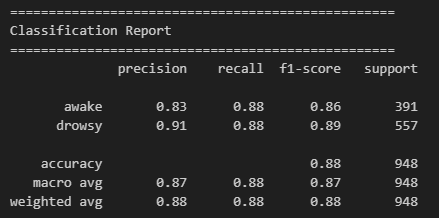 ==================================================
Classification Report
==================================================
              precision    recall  f1-score   support

       awake       0.83      0.88      0.86       391
      drowsy       0.91      0.88      0.89       557

    accuracy                           0.88       948
   macro avg       0.87      0.88      0.87       948
weighted avg       0.88      0.88      0.88       948